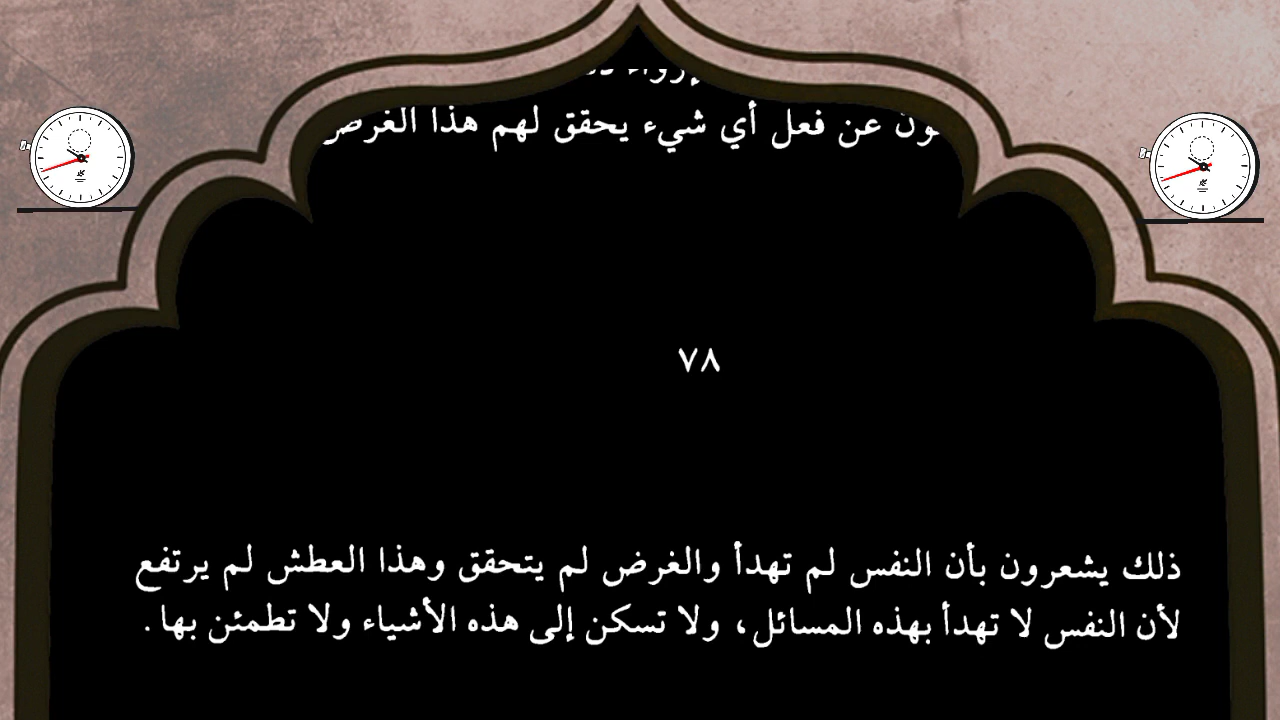 عن فعل أي شيء يحقق لهم هذا الغرض
٧٨
ذلك يشعرون بأن النفس لم تهدأ والغرض لم يتحقق وهذا العطش لم يرتفع
لأن النفس لا تهدأ بهذه المسائل، ولا تسكن إلى هذه الأشياء ولا تطمئن بها .